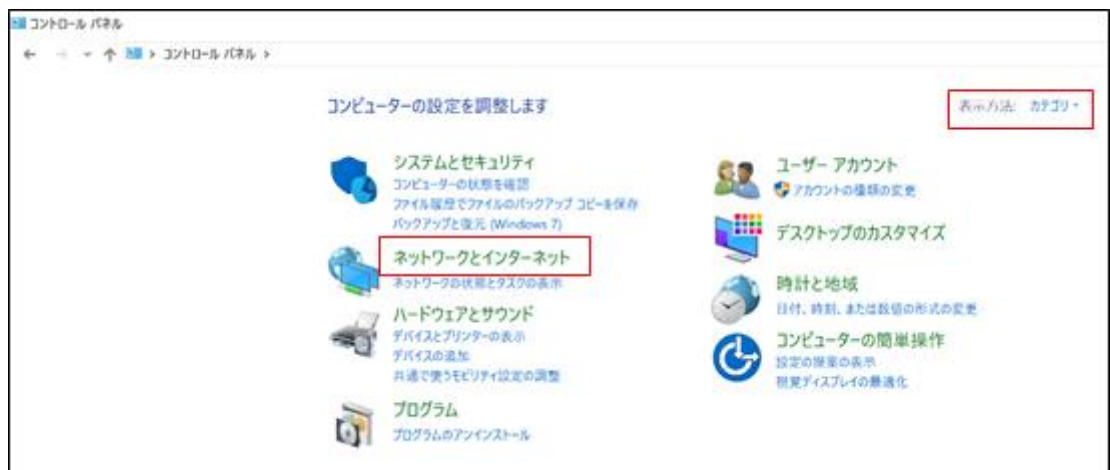 コントロール パネル
コントロール パネル
コンピューターの設定を調整します
表示方法: カテゴリ
システムとセキュリティ
コンピューターの状態を確認
ファイル履歴でファイルのバックアップ コピーを保存
バックアップと復元 (Windows 7)
ネットワークとインターネット
ネットワークの状態とタスクの表示
ハードウェアとサウンド
デバイスとプリンターの表示
デバイスの追加
共通で使うモビリティ設定の調整
プログラム
プログラムのアンインストール
ユーザー アカウント
アカウントの種類の変更
デスクトップのカスタマイズ
時計と地域
日付、時刻、または数値の形式の変更
コンピューターの簡単操作
設定の提案の表示
視覚ディスプレイの最適化